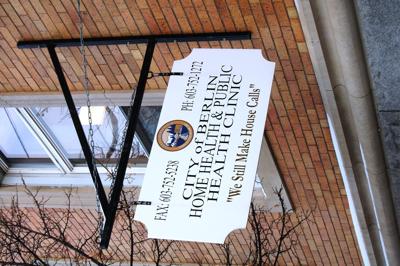 PH: 603-752-1272
CITY of BERLIN
HOME HEALTH & PUBLIC
HEALTH CLINIC
"We Still Make House Calls"
FAX: 603-752-5238